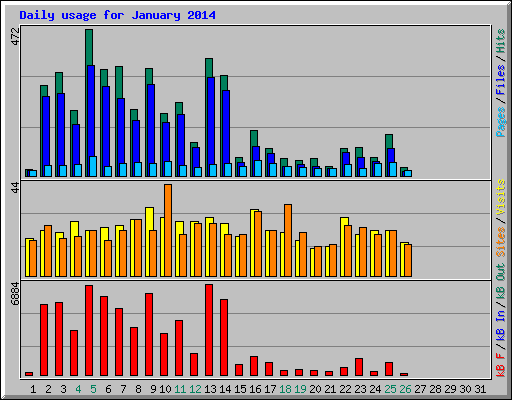 Daily usage for January 2014
472
44
6884
Pages / Files / Hits
Sites / Visits
kB F / kB In / kB Out
1 2 3 4 5 6 7 8 9 10 11 12 13 14 15 16 17 18 19 20 21 22 23 24 25 26 27 28 29 30 31